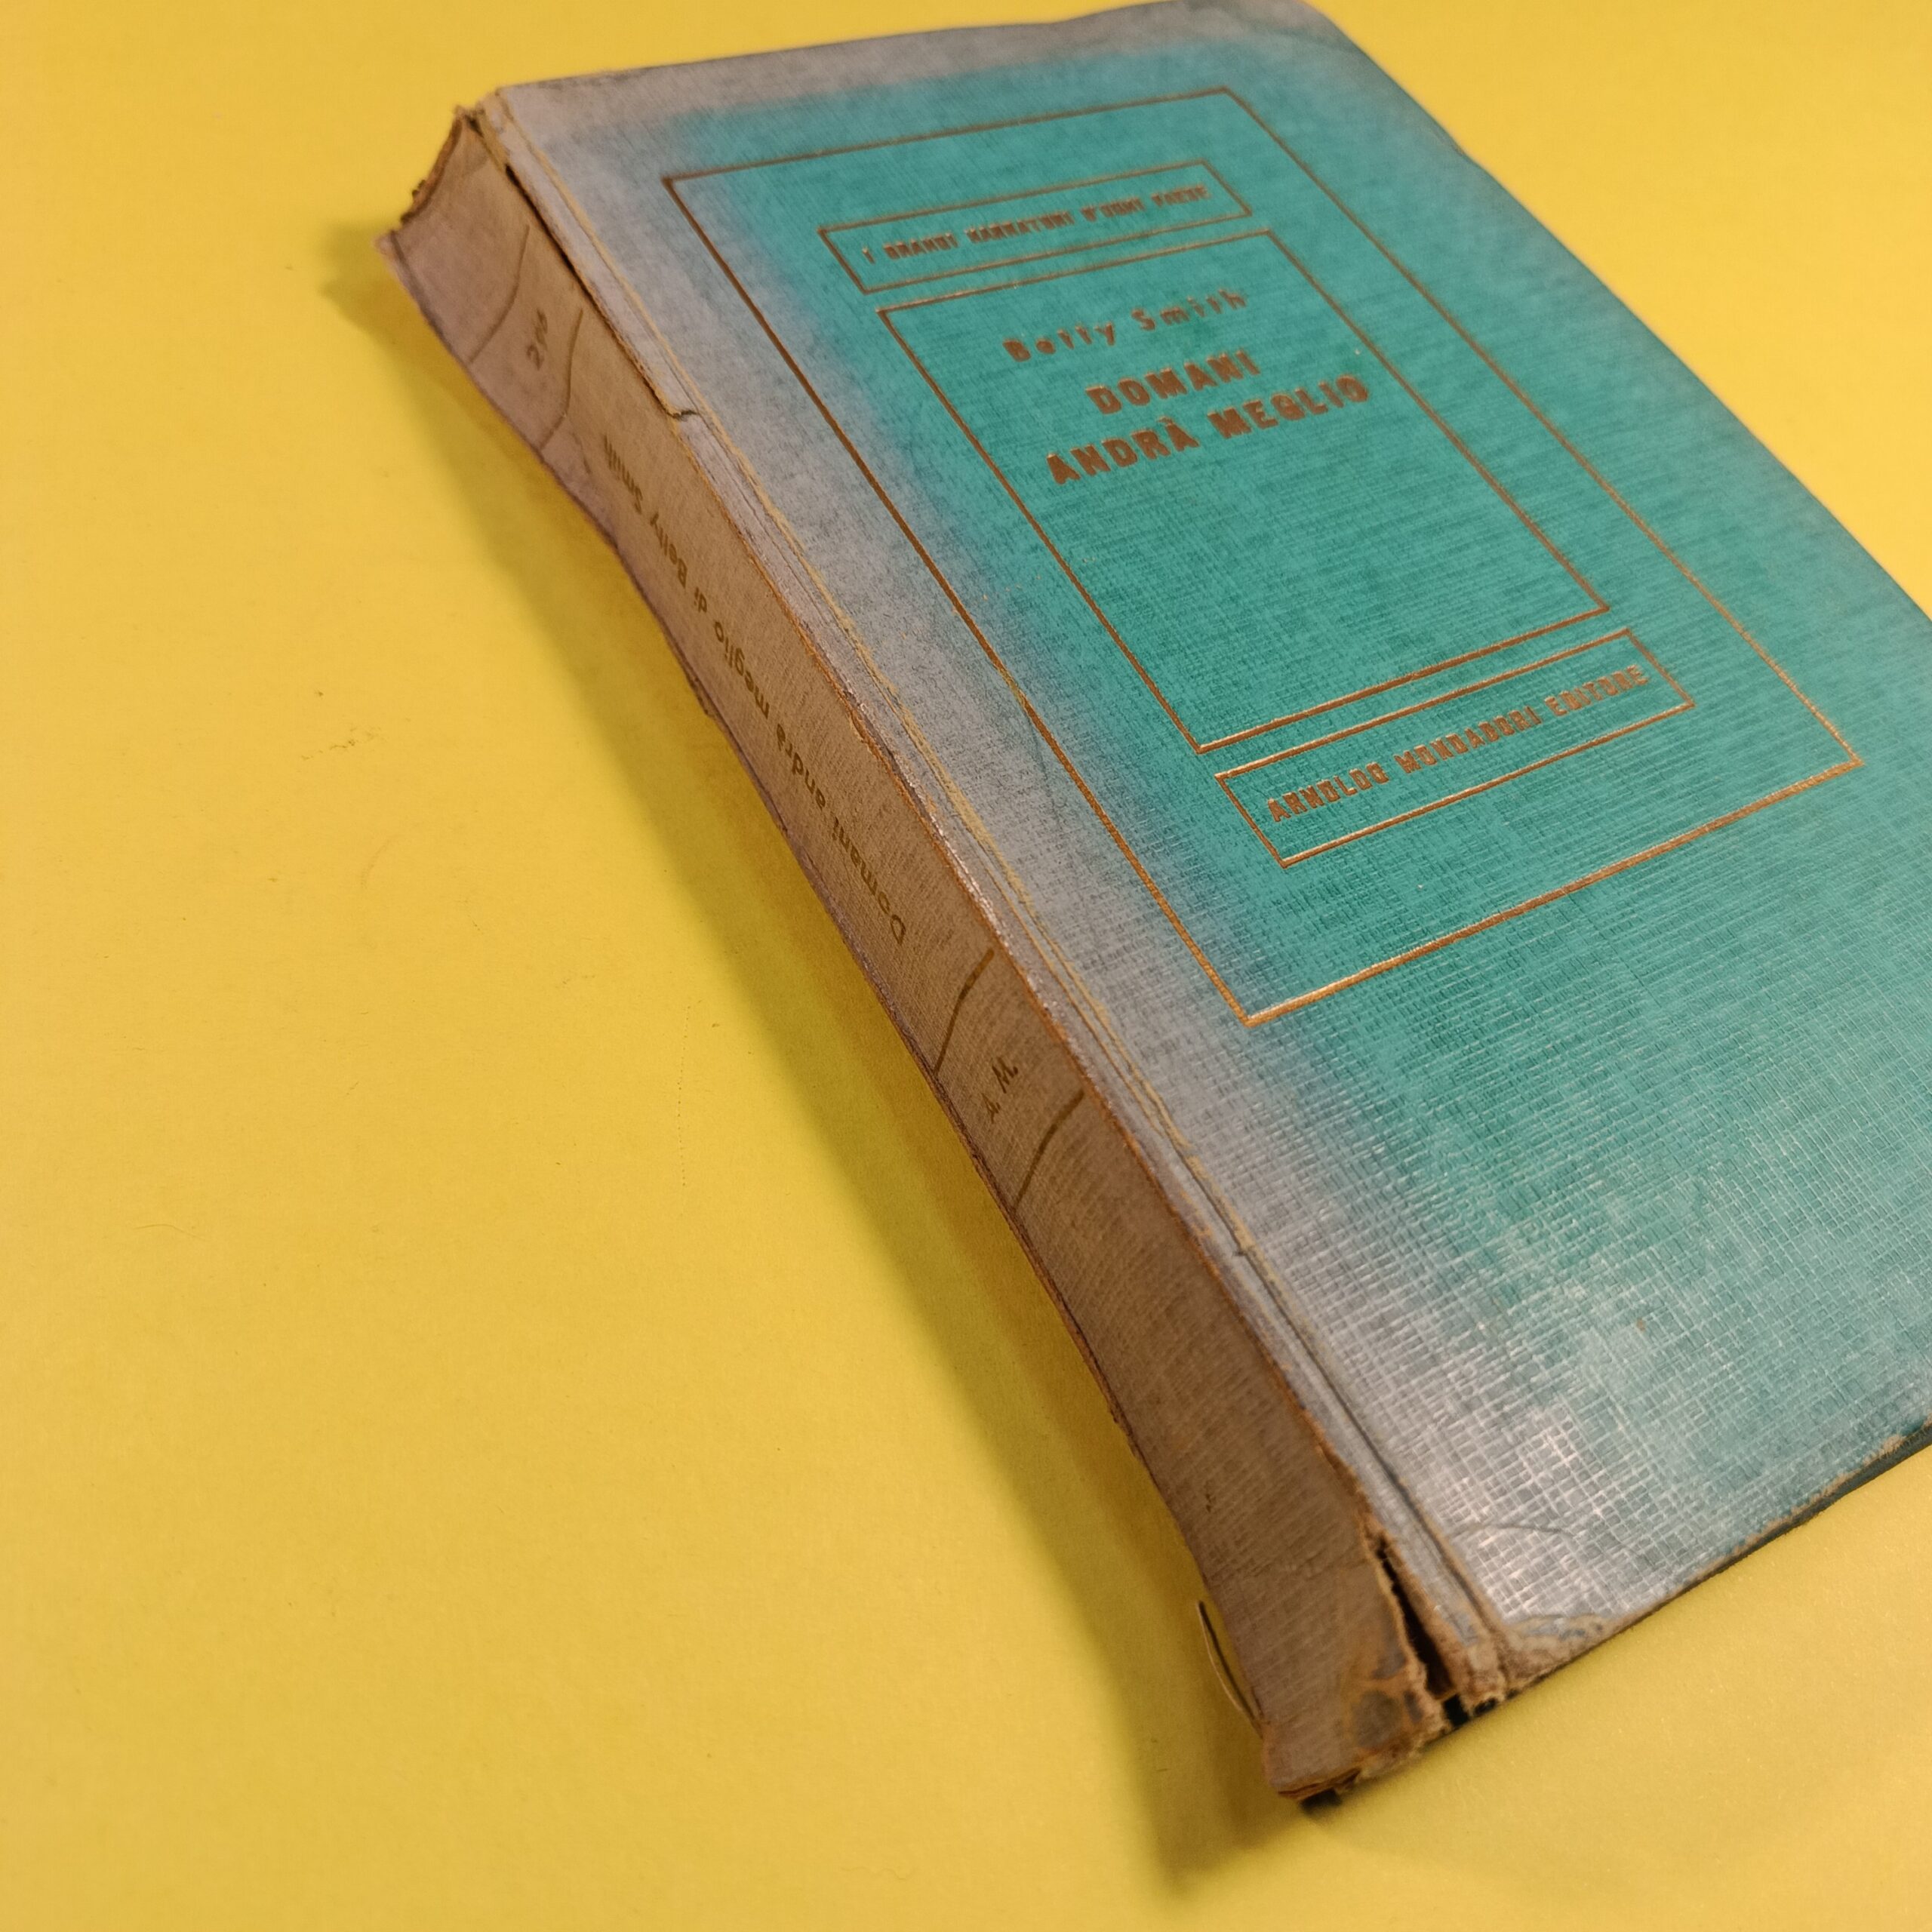 I GRANDI NARRATORI D'OGNI PAESE
Betty Smith
DOMANI
ANDRÀ MEGLIO
ARNOLDO MONDADORI EDITORE
Domani andrà meglio di Betty Smith